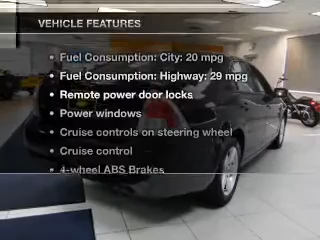 VEHICLE FEATURES
Fuel Consumption: City: 20 mpg
Fuel Consumption: Highway: 29 mpg
Remote power door locks
Power windows
Cruise controls on steering wheel
Cruise control
4-wheel ABS Brakes